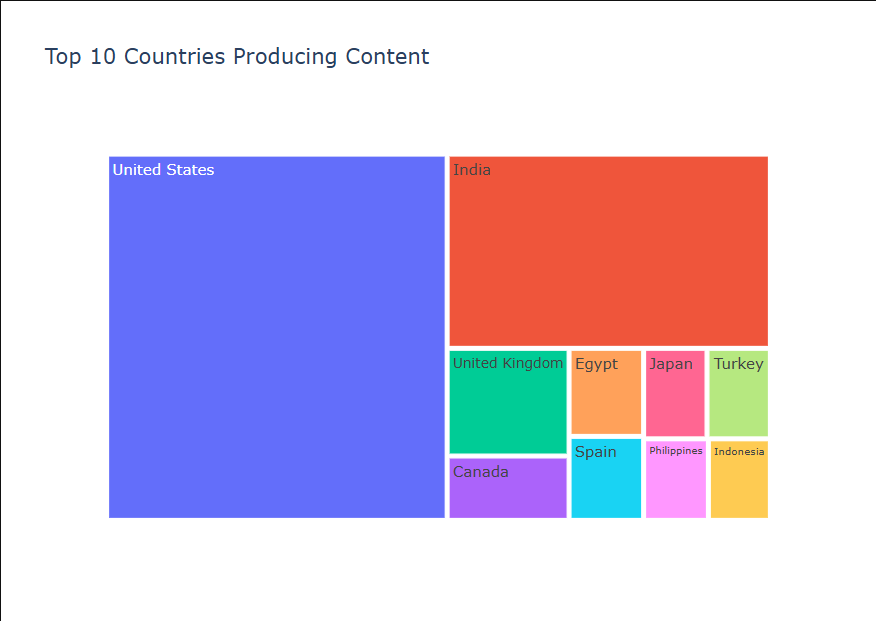 Top 10 Countries Producing Content
United States
India
United Kingdom
Egypt
Japan
Turkey
Canada
Spain
Philippines
Indonesia